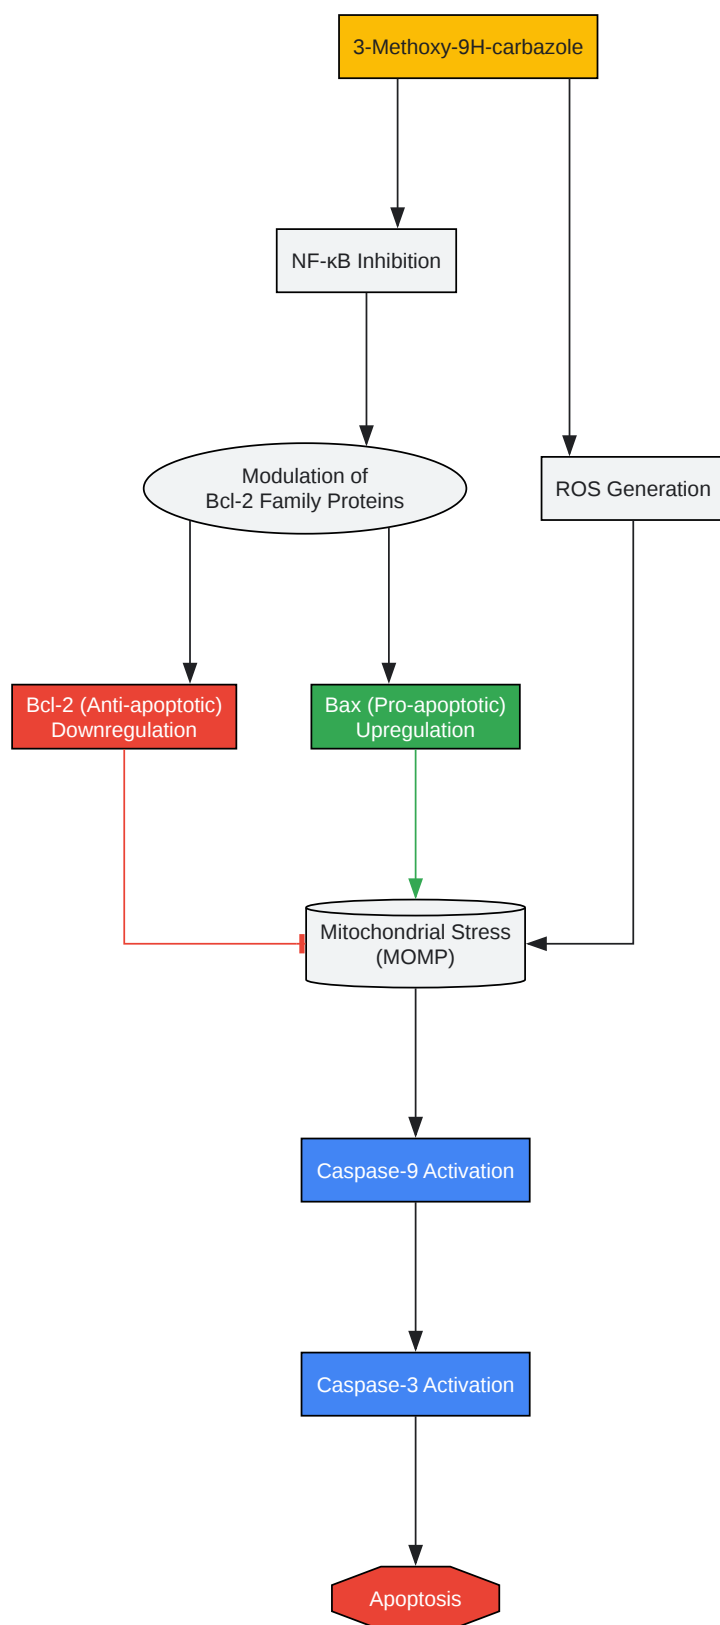 3-Methoxy-9H-carbazole
NF-κB Inhibition
Modulation of
Bcl-2 Family Proteins
ROS Generation
Bcl-2 (Anti-apoptotic)
Downregulation
Bax (Pro-apoptotic)
Upregulation
Mitochondrial Stress
(MOMP)
Caspase-9 Activation
Caspase-3 Activation
Apoptosis